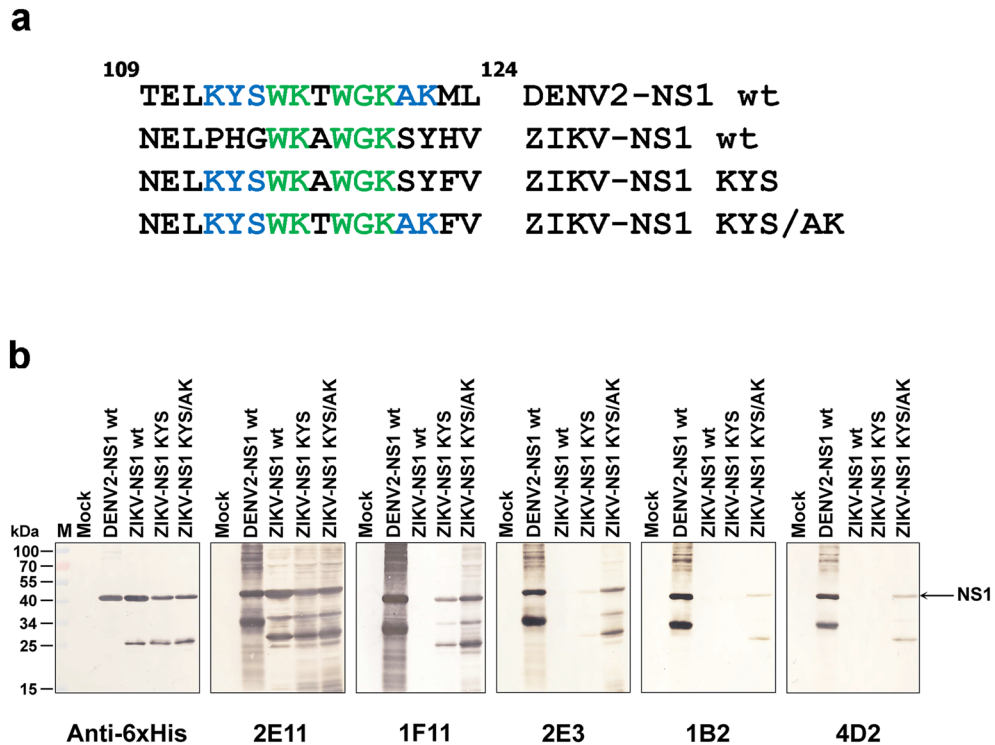 a
109 124
TELKYSWKTWGKAKML DENV2-NS1 wt
NELPHGWKAWGKSYHV ZIKV-NS1 wt
NELKYSWKAWGKSYFV ZIKV-NS1 KYS
NELKYSWKTWGKAKFV ZIKV-NS1 KYS/AK
b
kDa
M
Mock
DENV2-NS1 wt
ZIKV-NS1 wt
ZIKV-NS1 KYS
ZIKV-NS1 KYS/AK
Mock
DENV2-NS1 wt
ZIKV-NS1 wt
ZIKV-NS1 KYS
ZIKV-NS1 KYS/AK
Mock
DENV2-NS1 wt
ZIKV-NS1 wt
ZIKV-NS1 KYS
ZIKV-NS1 KYS/AK
Mock
DENV2-NS1 wt
ZIKV-NS1 wt
ZIKV-NS1 KYS
ZIKV-NS1 KYS/AK
Mock
DENV2-NS1 wt
ZIKV-NS1 wt
ZIKV-NS1 KYS
ZIKV-NS1 KYS/AK
Mock
DENV2-NS1 wt
ZIKV-NS1 wt
ZIKV-NS1 KYS
ZIKV-NS1 KYS/AK
100
70
55
40
34
25
15
NS1
Anti-6xHis 2E11 1F11 2E3 1B2 4D2